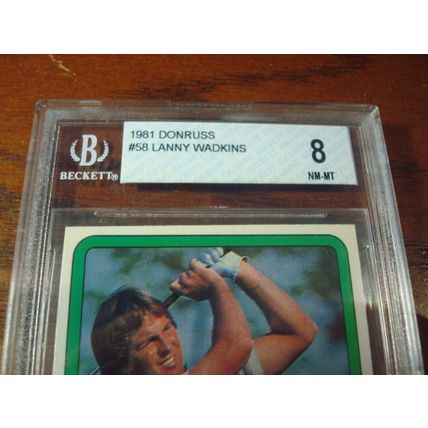 1981 DONRUSS
#58 LANNY WADKINS
8
NM-MT
B
BECKETT®